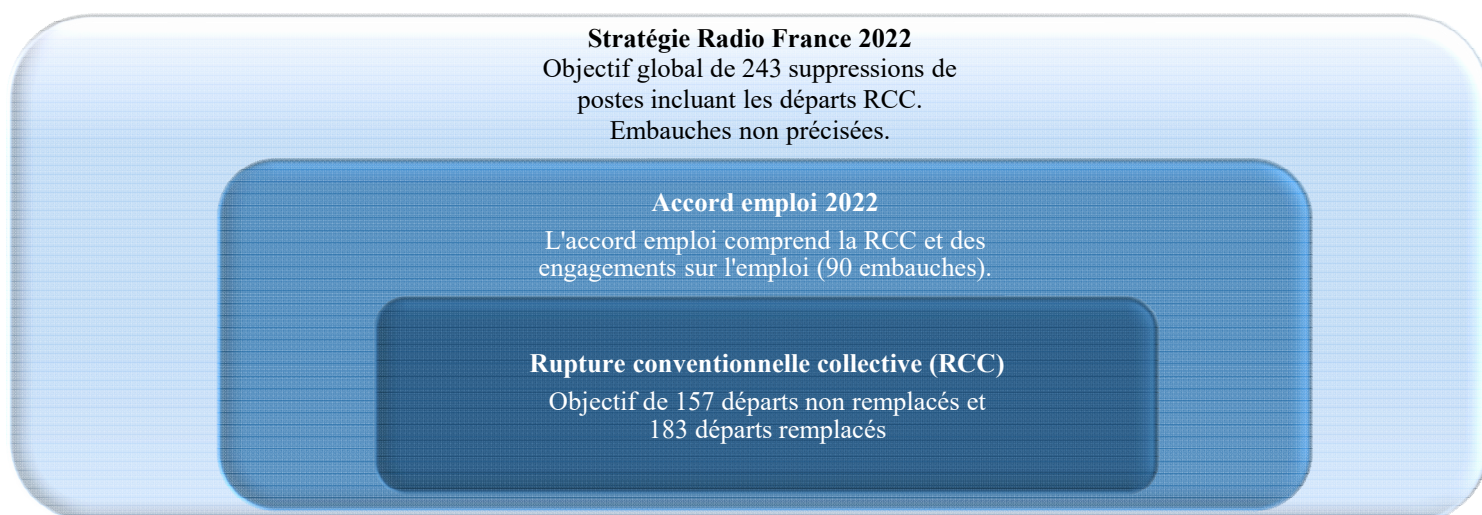 Stratégie Radio France 2022
Objectif global de 243 suppressions de
postes incluant les départs RCC.
Embauches non précisées.
Accord emploi 2022
L'accord emploi comprend la RCC et des
engagements sur l'emploi (90 embauches).
Rupture conventionnelle collective (RCC)
Objectif de 157 départs non remplacés et
183 départs remplacés